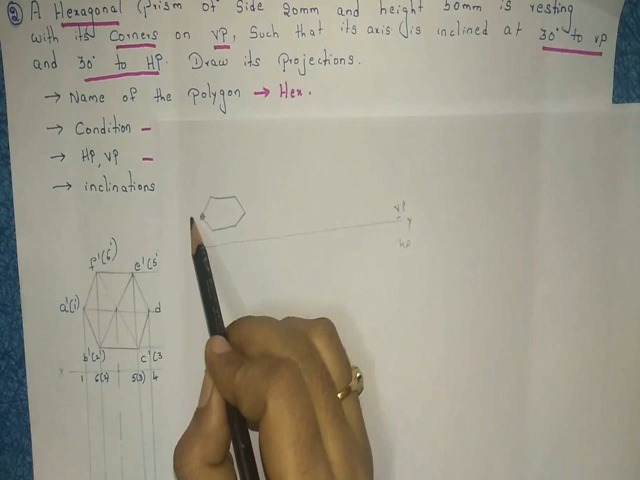 ② A Hexagonal Prism of Side 20mm and height 60mm is resting
with its Corners on VP, Such that its axis is inclined at 30° to VP
and 30° to HP. Draw its Projections.
→ Name of the Polygon → Hex.
→ Condition -
→ HP, VP -
→ inclinations
VP
y
HP
f'(6') e'(5'
a'(1) d
b'(2') c'(3
x 1 6(2) 5(3) 4